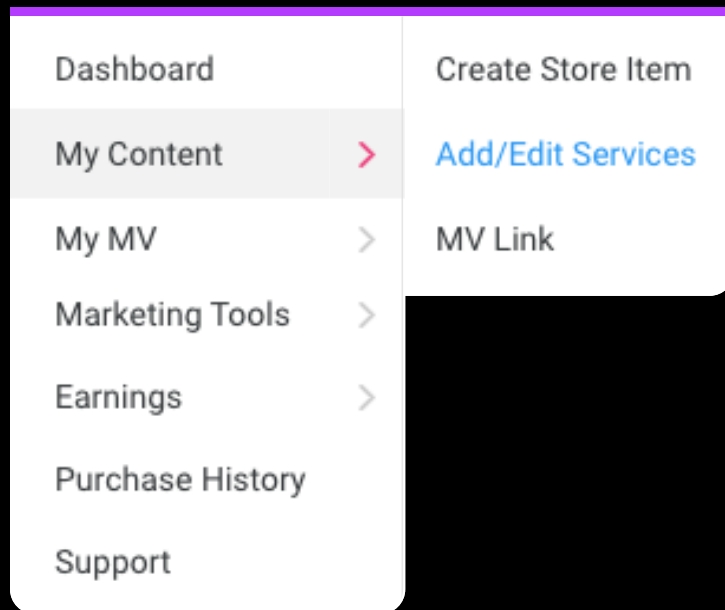 Dashboard
My Content
My MV
Marketing Tools
Earnings
Purchase History
Support
Create Store Item
Add/Edit Services
MV Link